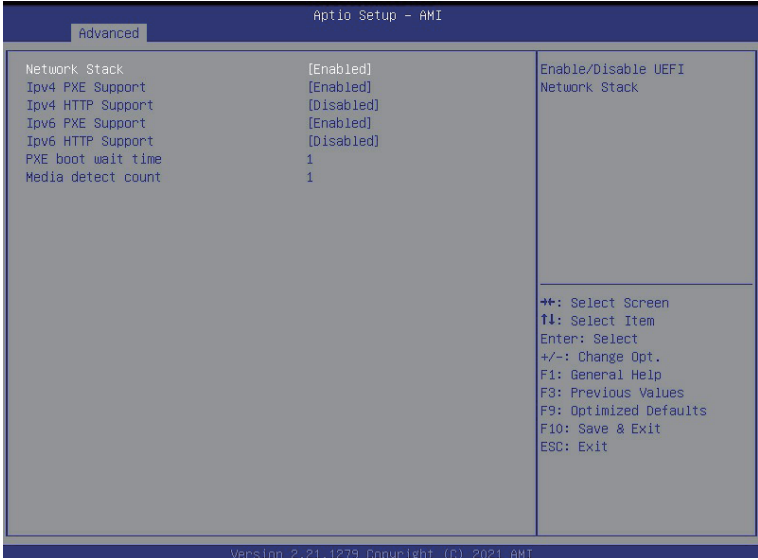 Aptio Setup – AMI
Advanced
Network Stack [Enabled]
Ipv4 PXE Support [Enabled]
Ipv4 HTTP Support [Disabled]
Ipv6 PXE Support [Enabled]
Ipv6 HTTP Support [Disabled]
PXE boot wait time 1
Media detect count 1
Enable/Disable UEFI
Network Stack
→←: Select Screen
↑↓: Select Item
Enter: Select
+/-: Change Opt.
F1: General Help
F3: Previous Values
F9: Optimized Defaults
F10: Save & Exit
ESC: Exit
Version 2.21.1279 Copyright (C) 2021 AMI